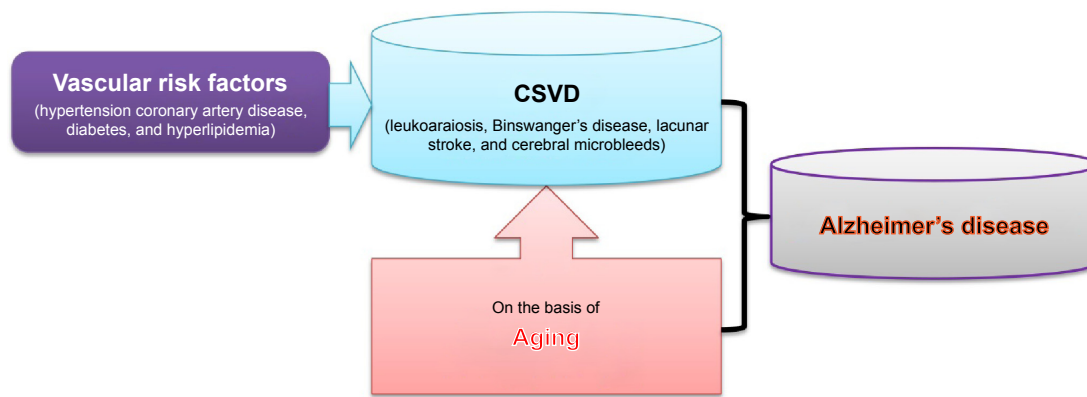 Vascular risk factors
(hypertension coronary artery disease,
diabetes, and hyperlipidemia)
CSVD
(leukoaraiosis, Binswanger’s disease, lacunar
stroke, and cerebral microbleeds)
On the basis of
Aging
Alzheimer’s disease